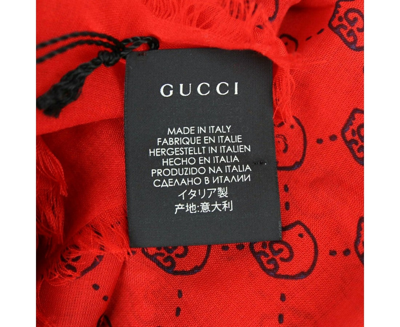 GUCCI
MADE IN ITALY
FABRIQUE EN ITALIE
HERGESTELLT IN ITALIEN
HECHO EN ITALIA
PRODUZIDO NA ITALIA
СДЕЛАНО В ИТАЛИИ
イタリア製
产地:意大利